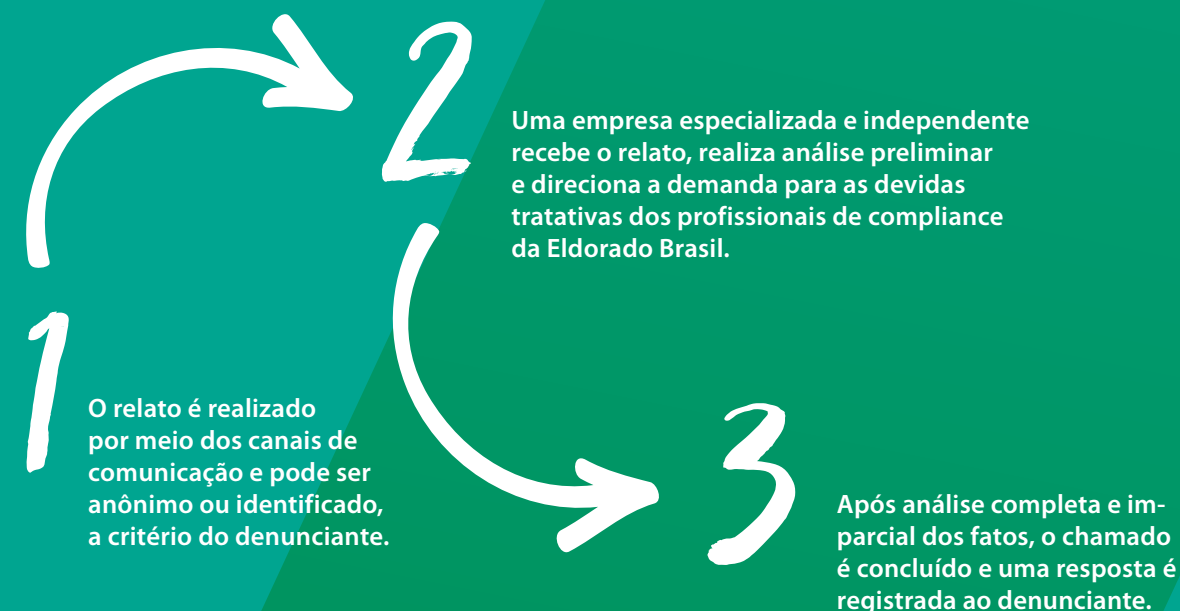 1
O relato é realizado
por meio dos canais de
comunicação e pode ser
anônimo ou identificado,
a critério do denunciante.
2
Uma empresa especializada e independente
recebe o relato, realiza análise preliminar
e direciona a demanda para as devidas
tratativas dos profissionais de compliance
da Eldorado Brasil.
3
Após análise completa e im-
parcial dos fatos, o chamado
é concluído e uma resposta é
registrada ao denunciante.